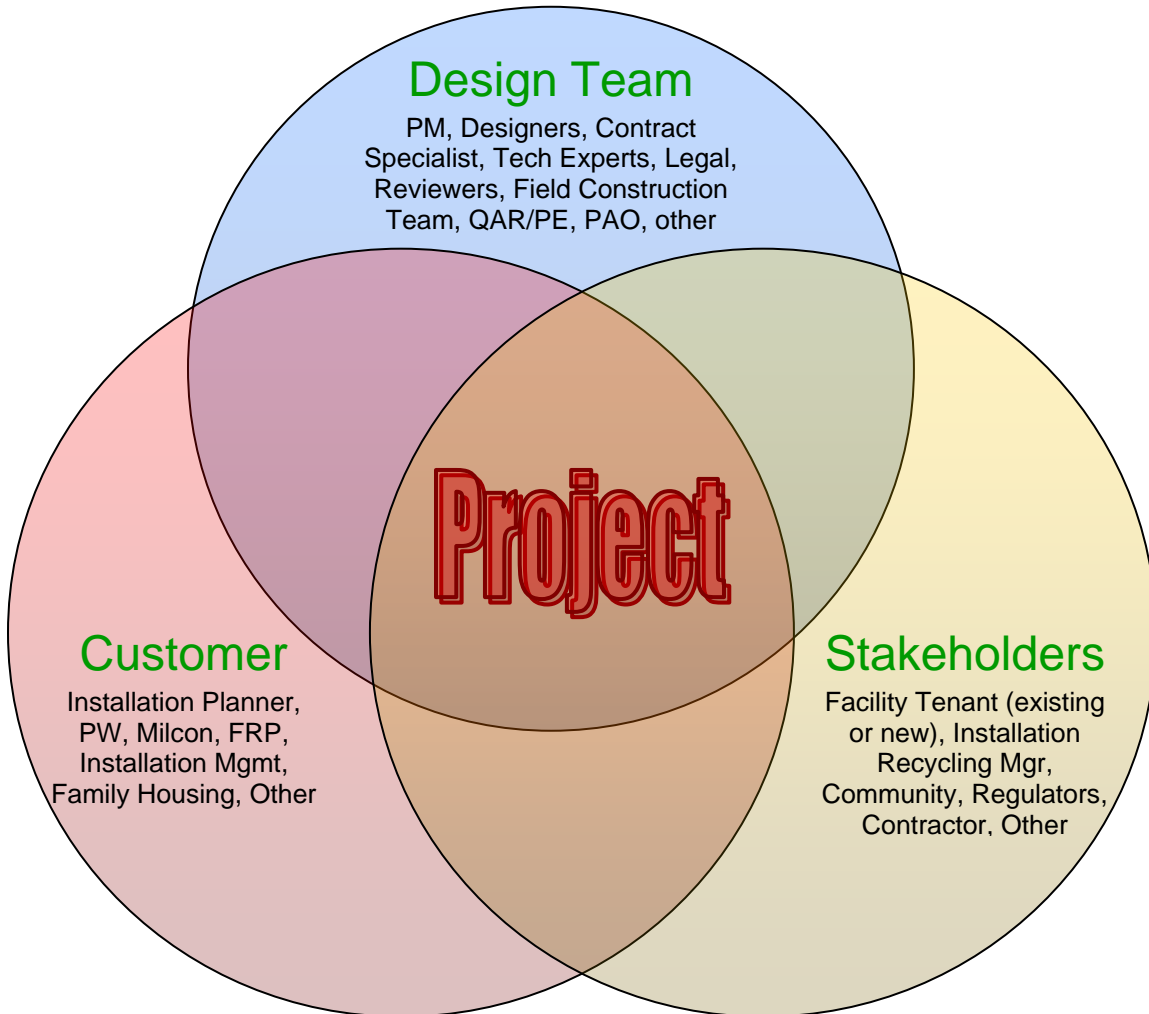 Design Team
PM, Designers, Contract
Specialist, Tech Experts, Legal,
Reviewers, Field Construction
Team, QAR/PE, PAO, other
Project
Customer
Installation Planner,
PW, Milcon, FRP,
Installation Mgmt,
Family Housing, Other
Stakeholders
Facility Tenant (existing
or new), Installation
Recycling Mgr,
Community, Regulators,
Contractor, Other